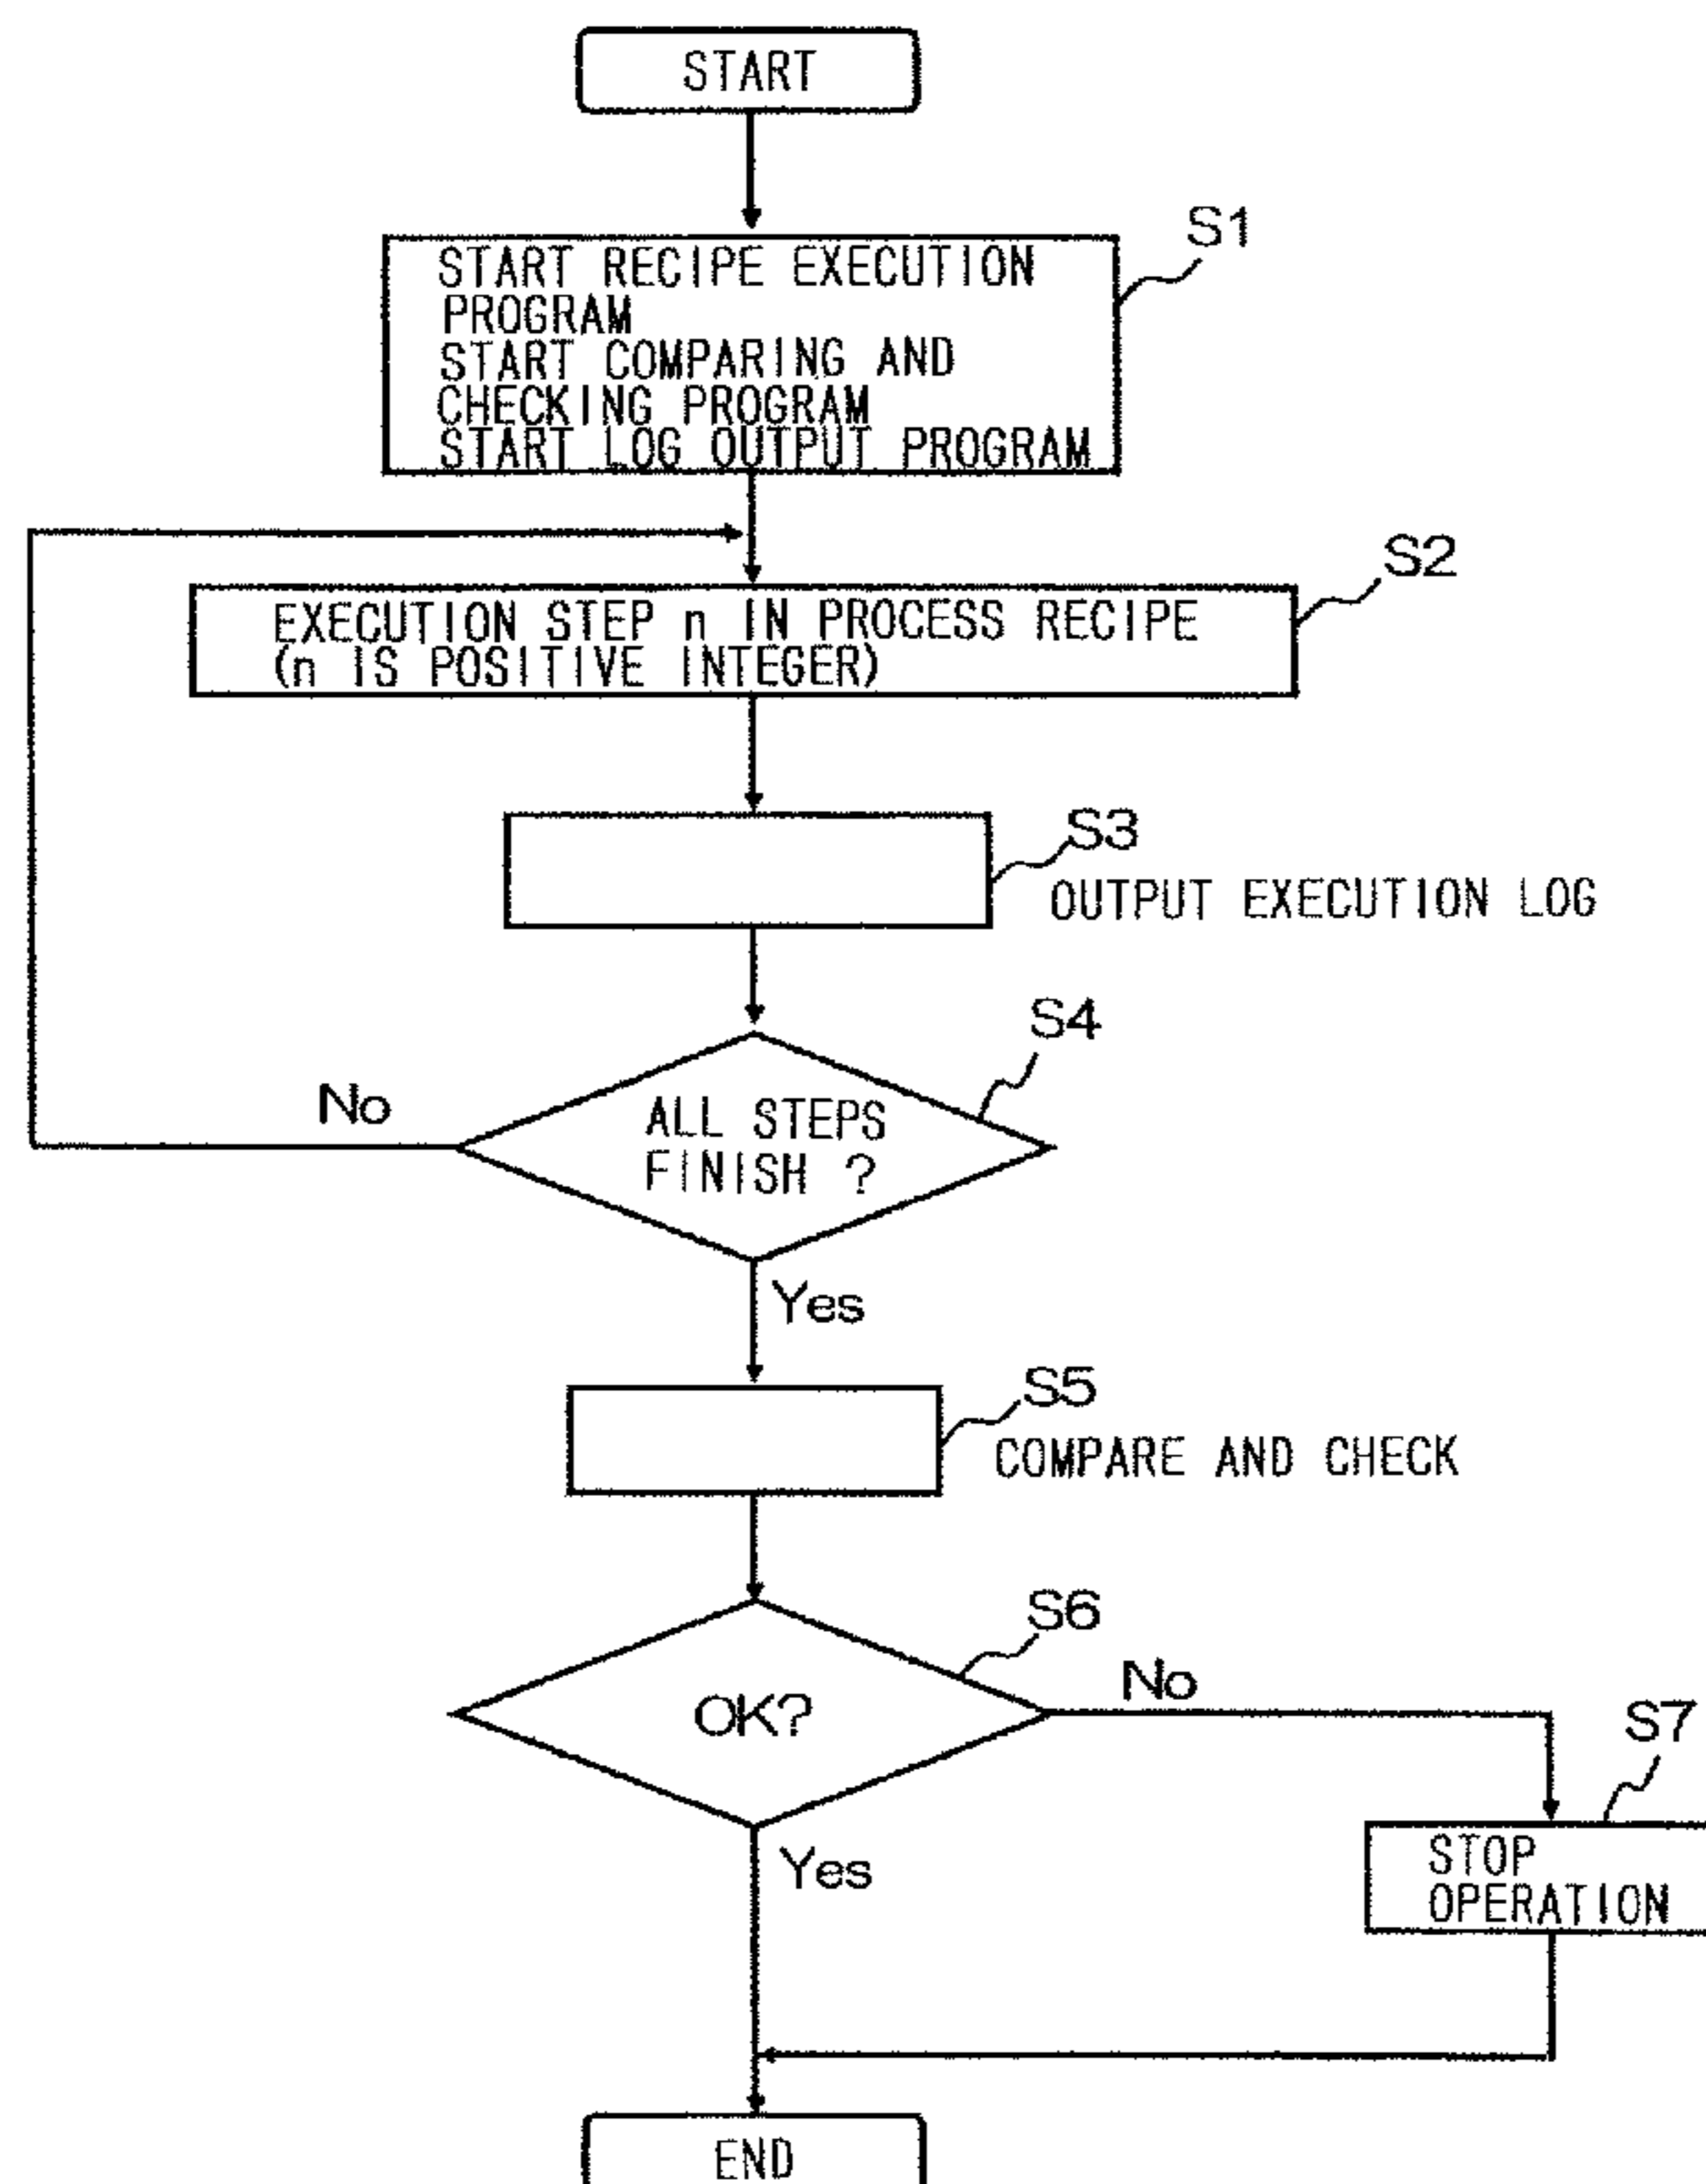 START
S1
START RECIPE EXECUTION
PROGRAM
START COMPARING AND
CHECKING PROGRAM
START LOG OUTPUT PROGRAM
S2
EXECUTION STEP n IN PROCESS RECIPE
(n IS POSITIVE INTEGER)
S3
OUTPUT EXECUTION LOG
S4
No
ALL STEPS
FINISH ?
Yes
S5
COMPARE AND CHECK
S6
No
OK?
S7
Yes
STOP
OPERATION
END